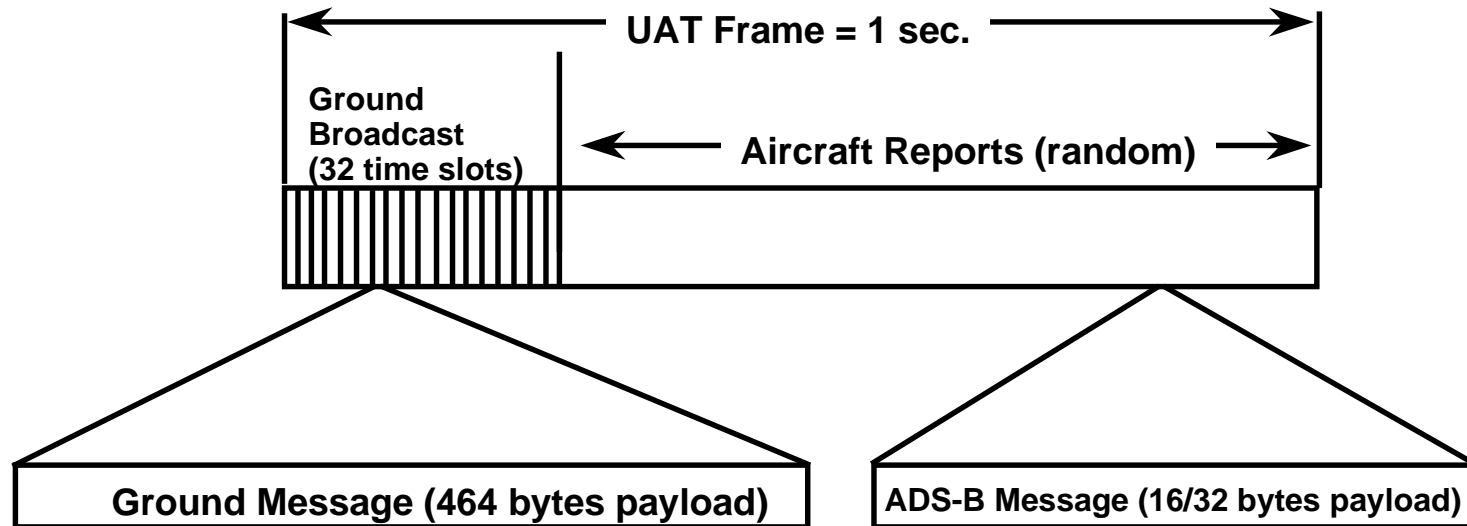 UAT Frame = 1 sec.
Ground
Broadcast
(32 time slots)
Aircraft Reports (random)
Ground Message (464 bytes payload)
ADS-B Message (16/32 bytes payload)